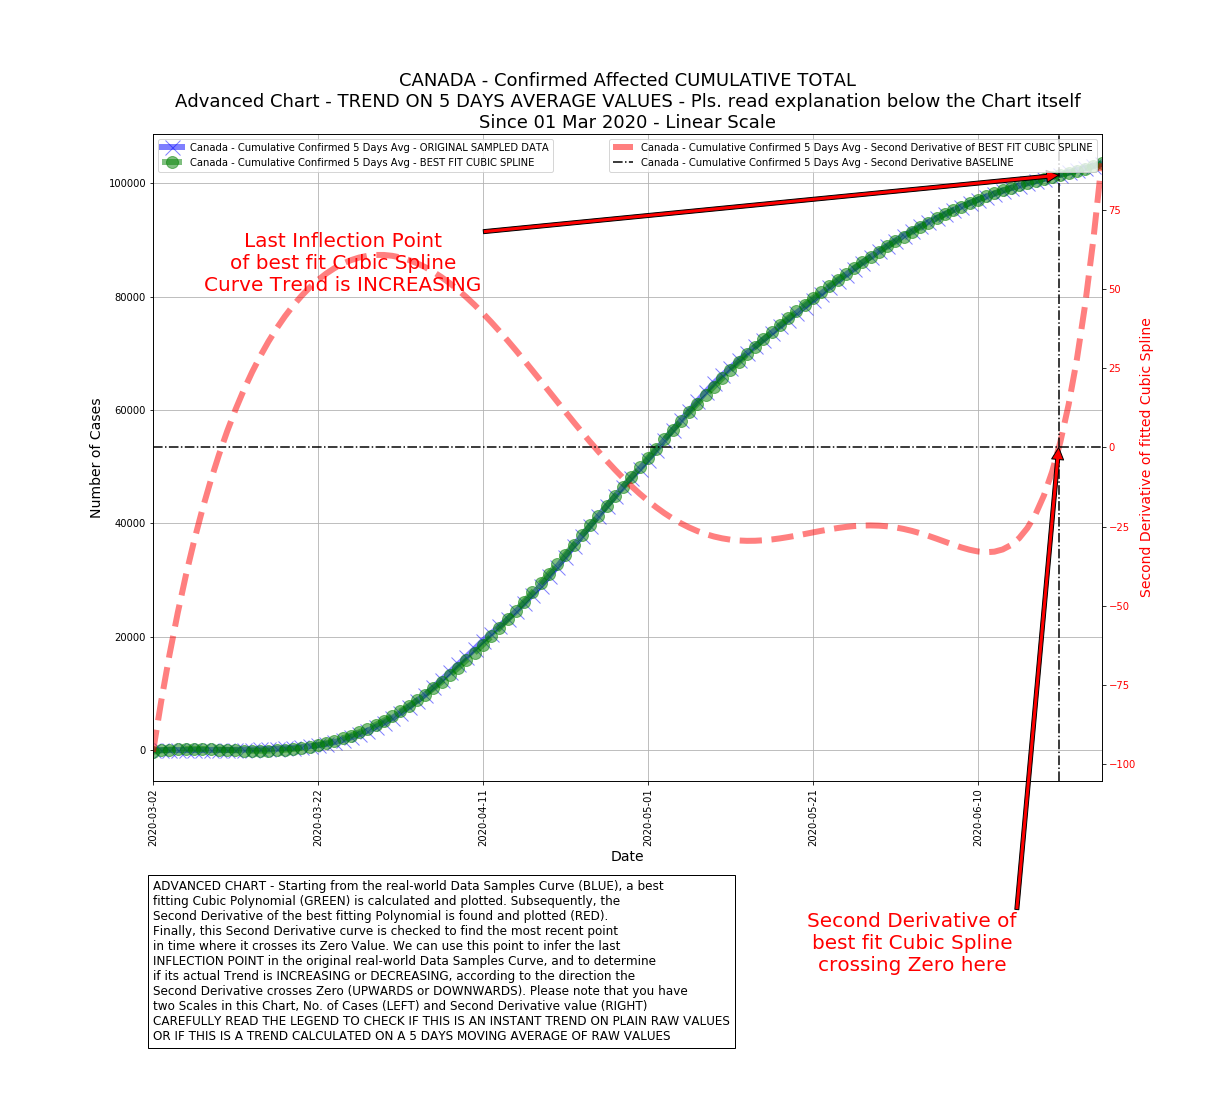 CANADA - Confirmed Affected CUMULATIVE TOTAL
Advanced Chart - TREND ON 5 DAYS AVERAGE VALUES - Pls. read explanation below the Chart itself
Since 01 Mar 2020 - Linear Scale
Canada - Cumulative Confirmed 5 Days Avg - ORIGINAL SAMPLED DATA
Canada - Cumulative Confirmed 5 Days Avg - BEST FIT CUBIC SPLINE
Canada - Cumulative Confirmed 5 Days Avg - Second Derivative of BEST FIT CUBIC SPLINE
Canada - Cumulative Confirmed 5 Days Avg - Second Derivative BASELINE
Last Inflection Point
of best fit Cubic Spline
Curve Trend is INCREASING
Number of Cases
100000
80000
60000
40000
20000
0
75
50
25
0
−25
−50
−75
−100
Second Derivative of fitted Cubic Spline
2020-03-02
2020-03-22
2020-04-11
2020-05-01
2020-05-21
2020-06-10
Date
Second Derivative of
best fit Cubic Spline
crossing Zero here
ADVANCED CHART - Starting from the real-world Data Samples Curve (BLUE), a best
fitting Cubic Polynomial (GREEN) is calculated and plotted. Subsequently, the
Second Derivative of the best fitting Polynomial is found and plotted (RED).
Finally, this Second Derivative curve is checked to find the most recent point
in time where it crosses its Zero Value. We can use this point to infer the last
INFLECTION POINT in the original real-world Data Samples Curve, and to determine
if its actual Trend is INCREASING or DECREASING, according to the direction the
Second Derivative crosses Zero (UPWARDS or DOWNWARDS). Please note that you have
two Scales in this Chart, No. of Cases (LEFT) and Second Derivative value (RIGHT)
CAREFULLY READ THE LEGEND TO CHECK IF THIS IS AN INSTANT TREND ON PLAIN RAW VALUES
OR IF THIS IS A TREND CALCULATED ON A 5 DAYS MOVING AVERAGE OF RAW VALUES